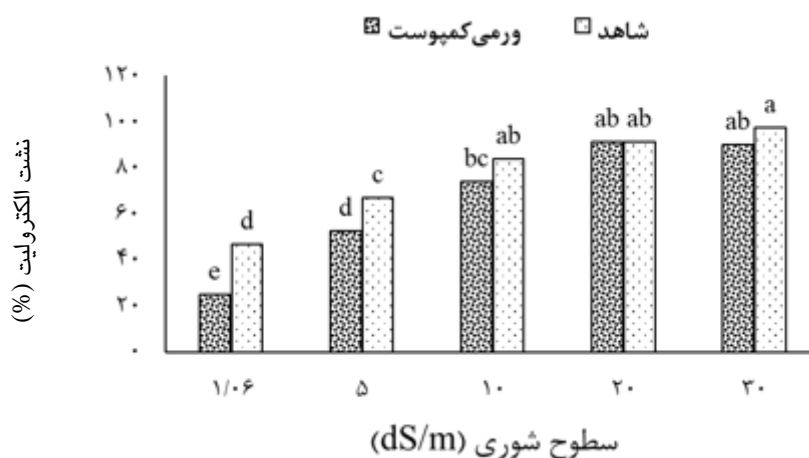 شاهد ورمی‌کمپوست
نشت الکترولیت (%)
۱۲۰
۱۰۰
۸۰
۶۰
۴۰
۲۰
۰
e d d c bc ab ab ab ab a
۱/۰۶ ۵ ۱۰ ۲۰ ۳۰
سطوح شوری (dS/m)